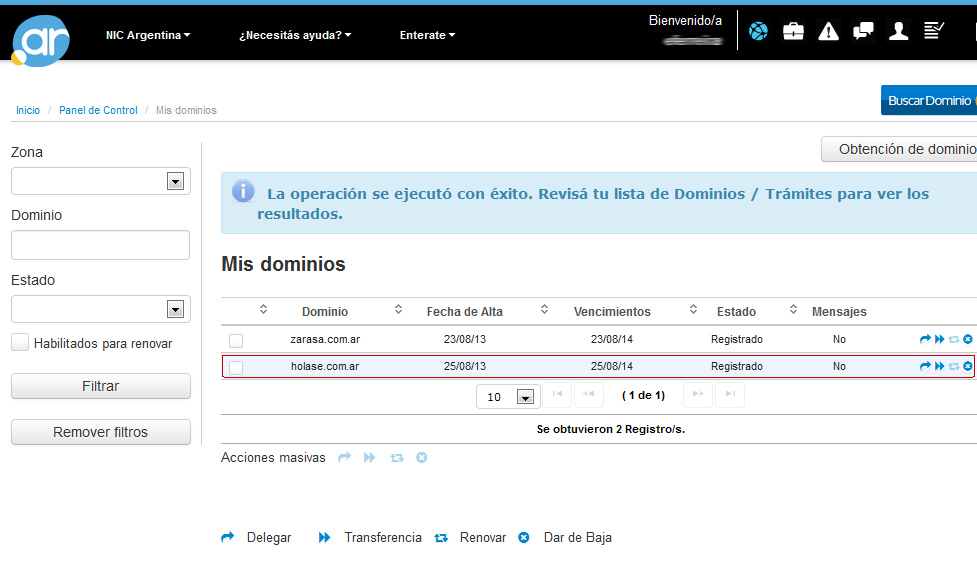 .ar
NIC Argentina
¿Necesitás ayuda?
Enterate
Bienvenido/a
Inicio / Panel de Control / Mis dominios
Buscar Dominio
Obtención de dominio
Zona
Dominio
Estado
Habilitados para renovar
Filtrar
Remover filtros
La operación se ejecutó con éxito. Revisá tu lista de Dominios / Trámites para ver los
resultados.
Mis dominios
Dominio Fecha de Alta Vencimientos Estado Mensajes
zarasa.com.ar 23/08/13 23/08/14 Registrado No
holase.com.ar 25/08/13 25/08/14 Registrado No
10 ( 1 de 1)
Se obtuvieron 2 Registro/s.
Acciones masivas
Delegar Transferencia Renovar Dar de Baja